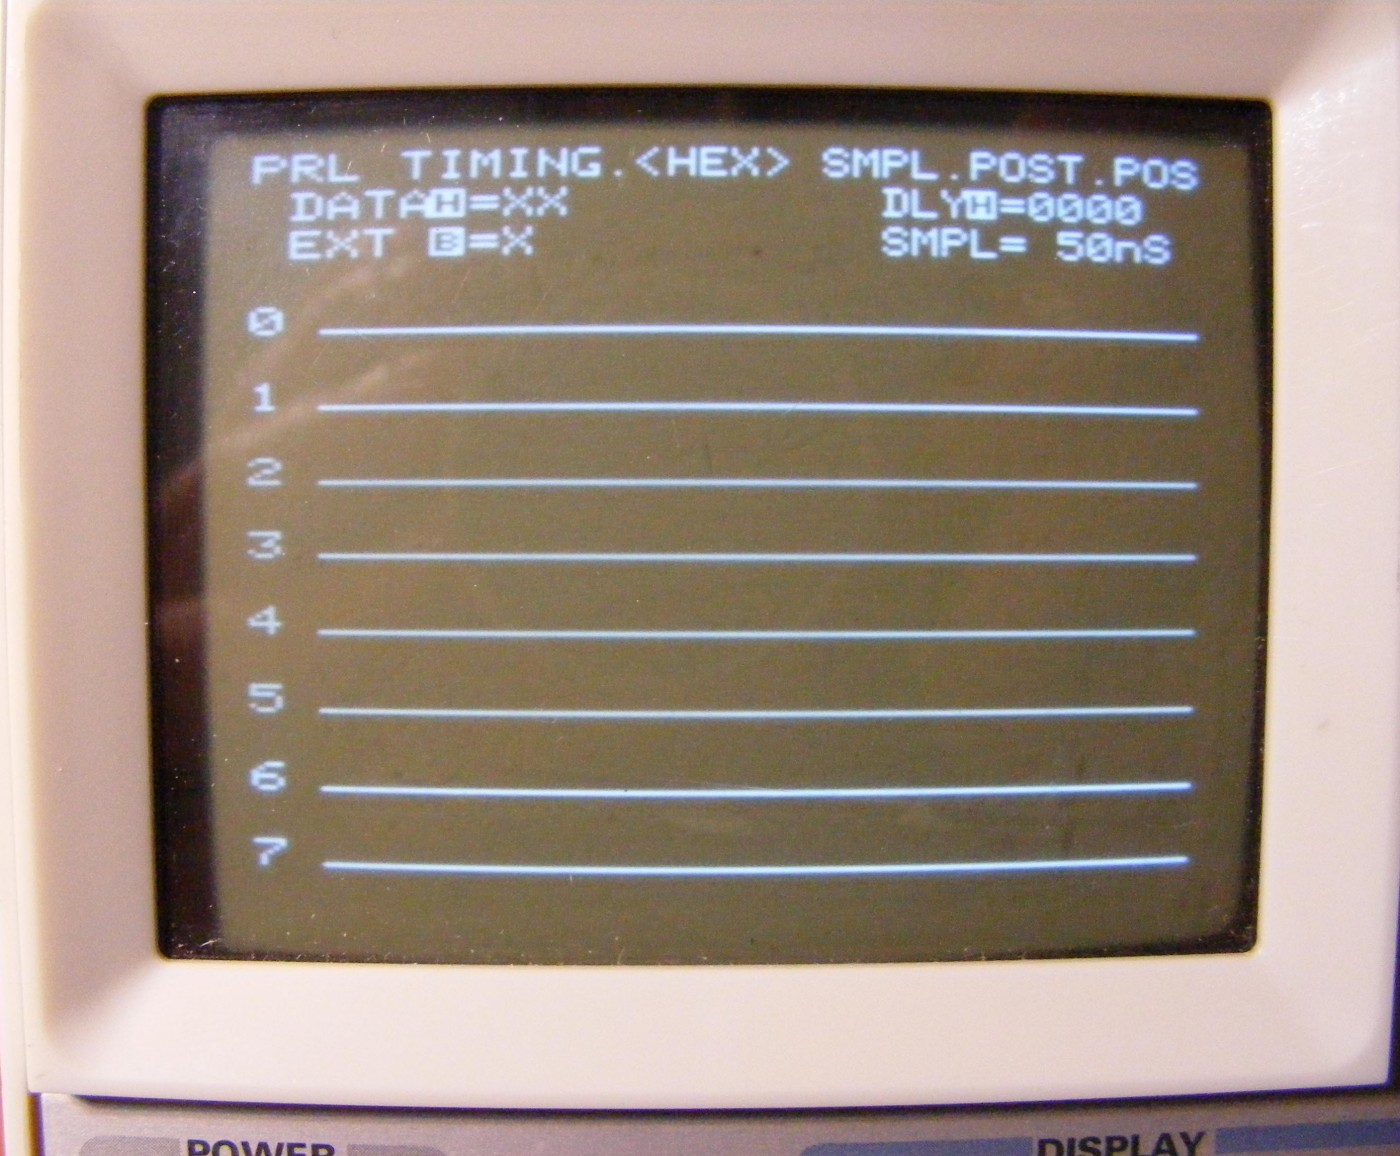 PRL TIMING.<HEX> SMPL.POST.POS
DATAH=XX DLYH=0000
EXT B=X SMPL= 50nS
0
1
2
3
4
5
6
7
POWER DISPLAY